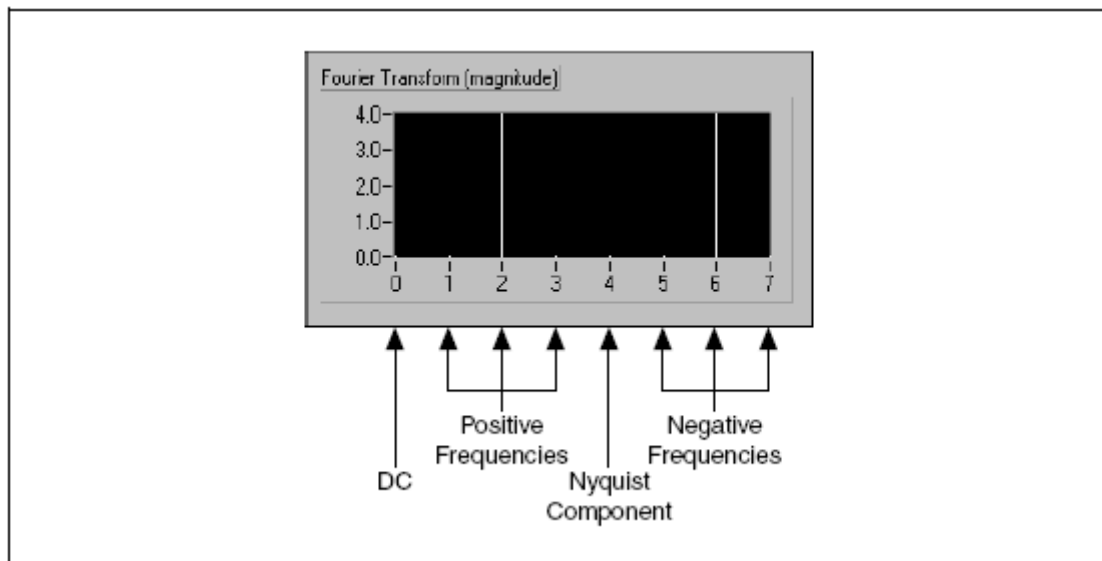 Fourier Transform (magnitude)
4.0
3.0
2.0
1.0
0.0
0 1 2 3 4 5 6 7
Positive
Frequencies
Negative
Frequencies
DC
Nyquist
Component